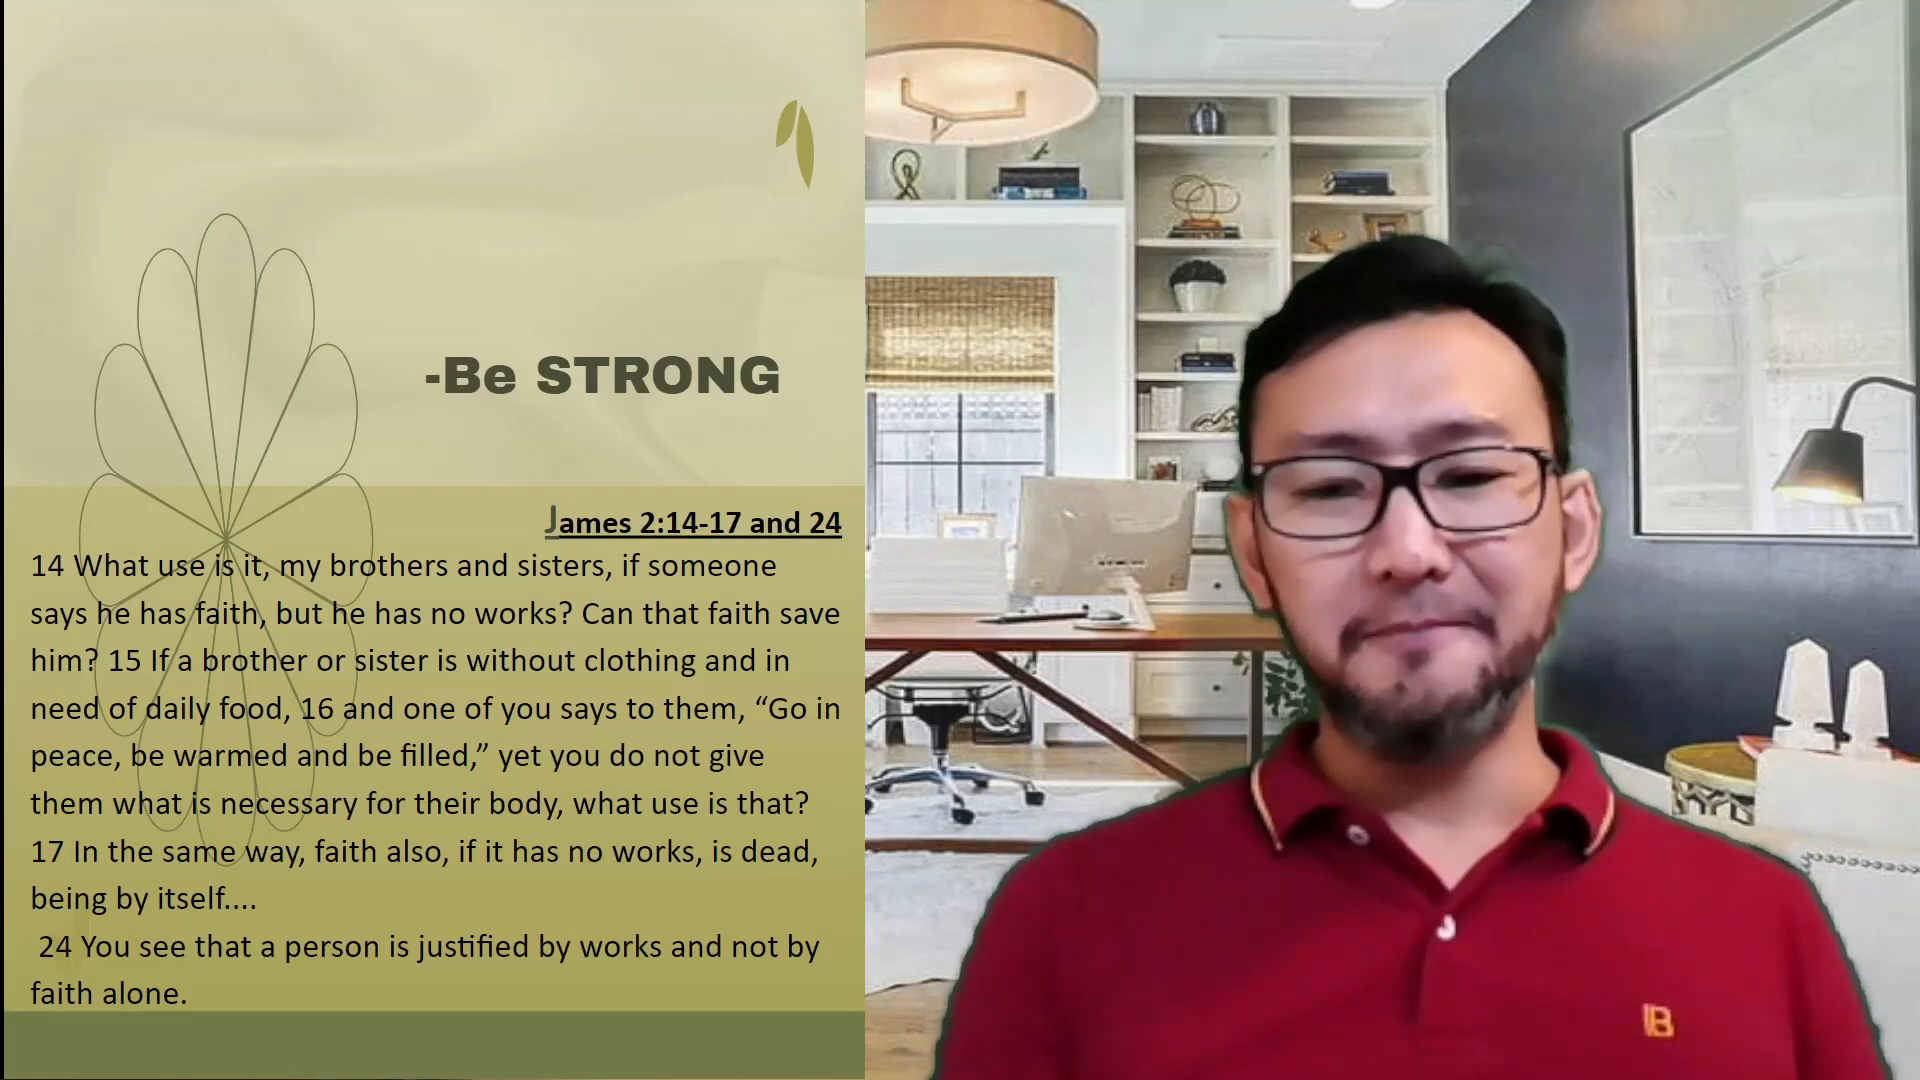 -Be STRONG
James 2:14-17 and 24
14 What use is it, my brothers and sisters, if someone
says he has faith, but he has no works? Can that faith save
him? 15 If a brother or sister is without clothing and in
need of daily food, 16 and one of you says to them, “Go in
peace, be warmed and be filled,” yet you do not give
them what is necessary for their body, what use is that?
17 In the same way, faith also, if it has no works, is dead,
being by itself....
24 You see that a person is justified by works and not by
faith alone.